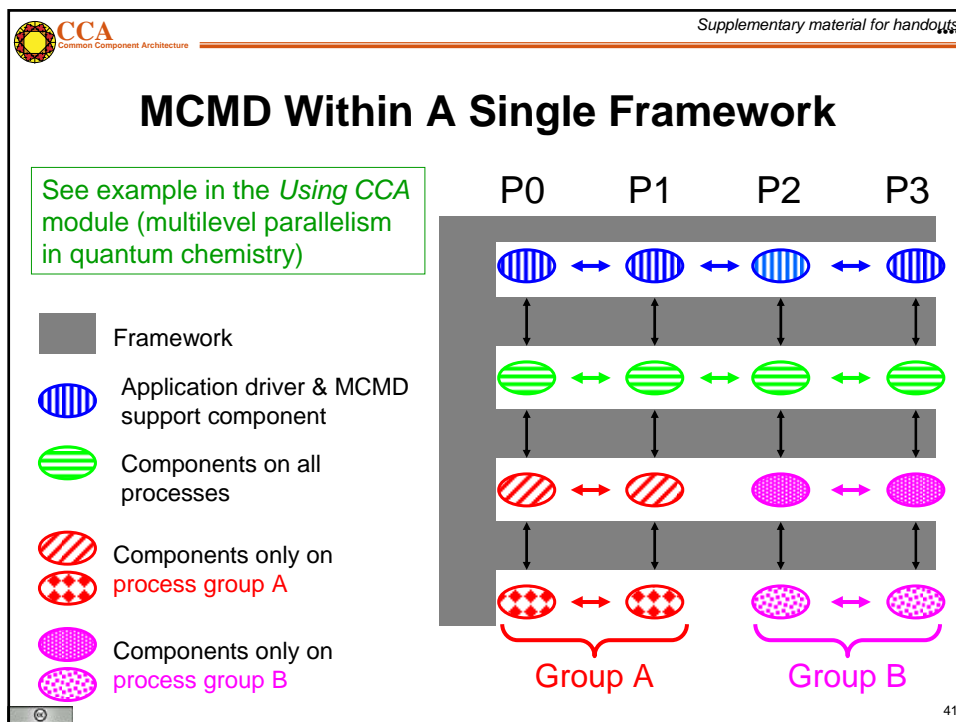 CCA
Common Component Architecture
Supplementary material for handouts
MCMD Within A Single Framework
See example in the Using CCA
module (multilevel parallelism
in quantum chemistry)
P0 P1 P2 P3
Framework
Application driver & MCMD
support component
Components on all
processes
Components only on
process group A
Components only on
process group B
Group A Group B
cc
41